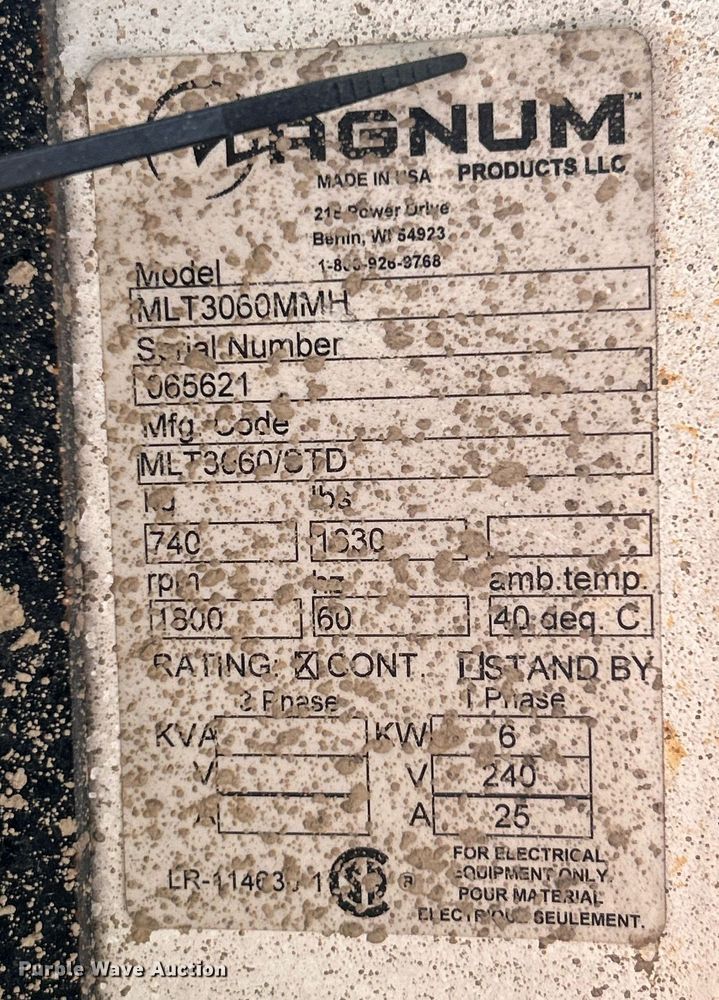 MAGNUM™
PRODUCTS LLC
MADE IN USA
Power Drive
Berlin, WI 54923
Model
MLT3060MMH
Serial Number
065621
Mfg. Code
MLT3060/STD
kg lbs
740 1630
rpm hz amb.temp.
1800 60 40 deg. C
RATING: X CONT. STAND BY
3 Phase 1 Phase
KVA KW 6
V V 240
A A 25
FOR ELECTRICAL
EQUIPMENT ONLY.
POUR MATERIAL
ELECTRIQUE SEULEMENT.
Purple Wave Auction